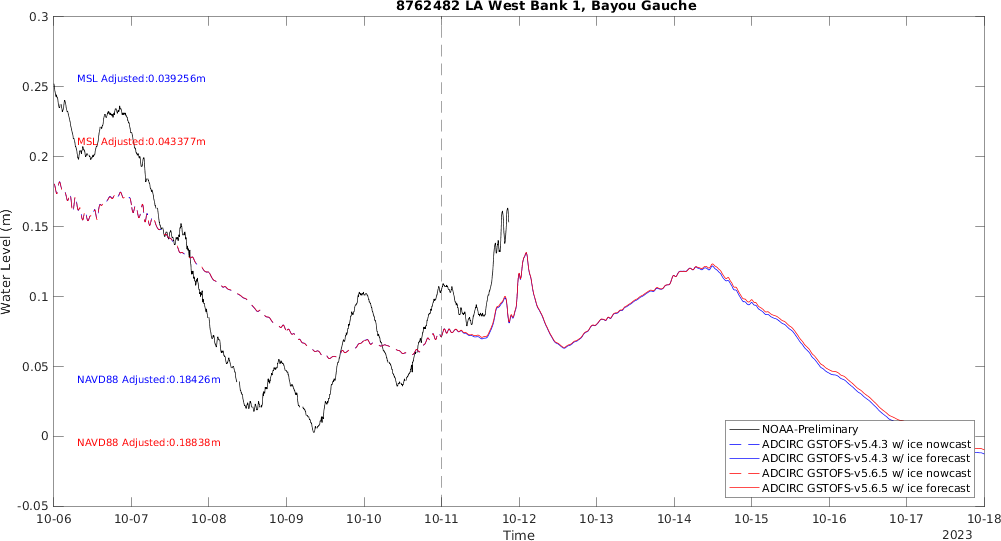 8762482 LA West Bank 1, Bayou Gauche
0.3
0.25
0.2
0.15
0.1
0.05
0
-0.05
Water Level (m)
MSL Adjusted:0.039256m
MSL Adjusted:0.043377m
NAVD88 Adjusted:0.18426m
NAVD88 Adjusted:0.18838m
NOAA-Preliminary
ADCIRC GSTOFS-v5.4.3 w/ ice nowcast
ADCIRC GSTOFS-v5.4.3 w/ ice forecast
ADCIRC GSTOFS-v5.6.5 w/ ice nowcast
ADCIRC GSTOFS-v5.6.5 w/ ice forecast
10-06 10-07 10-08 10-09 10-10 10-11 10-12 10-13 10-14 10-15 10-16 10-17 10-18
Time
2023